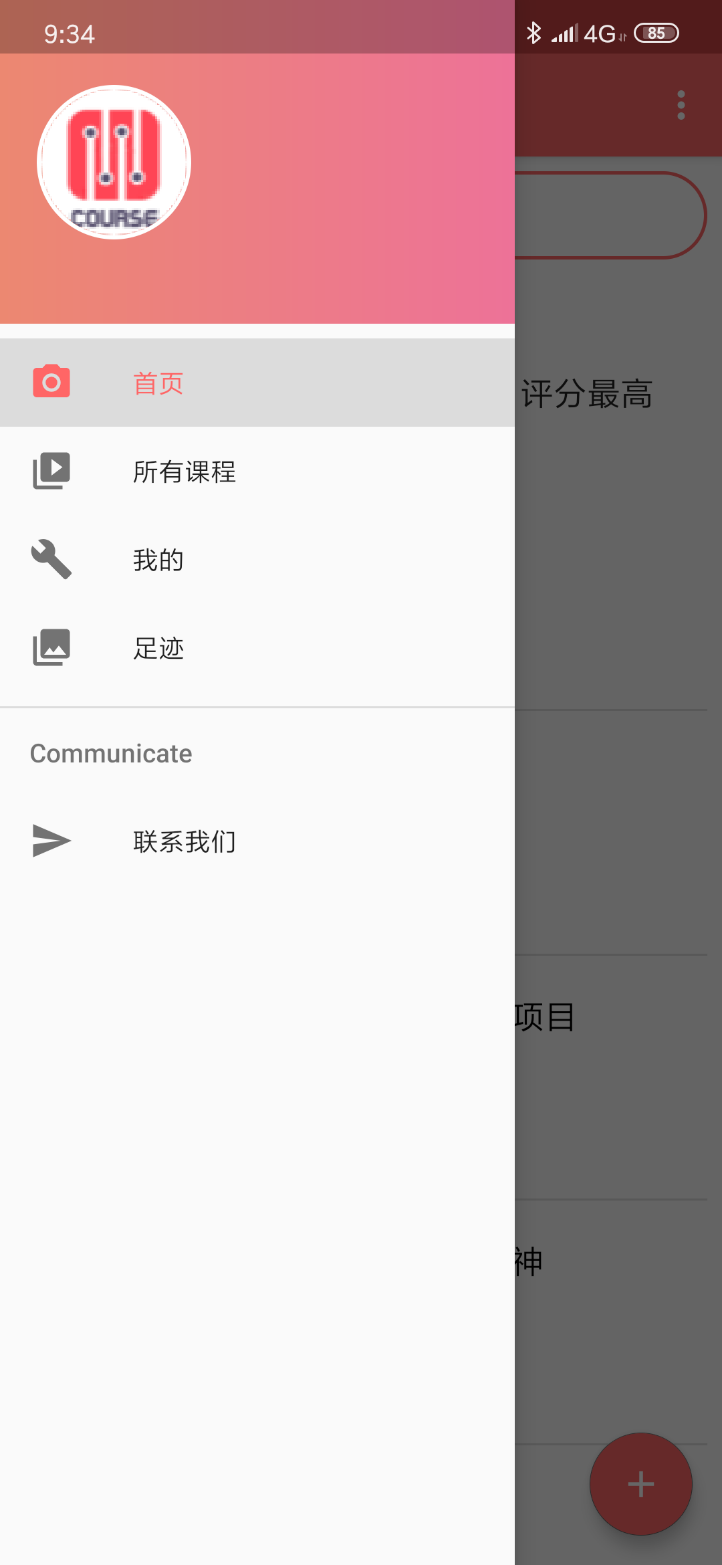 9:34
4G
85
COURSE
首页
评分最高
所有课程
我的
足迹
Communicate
联系我们
项目
神